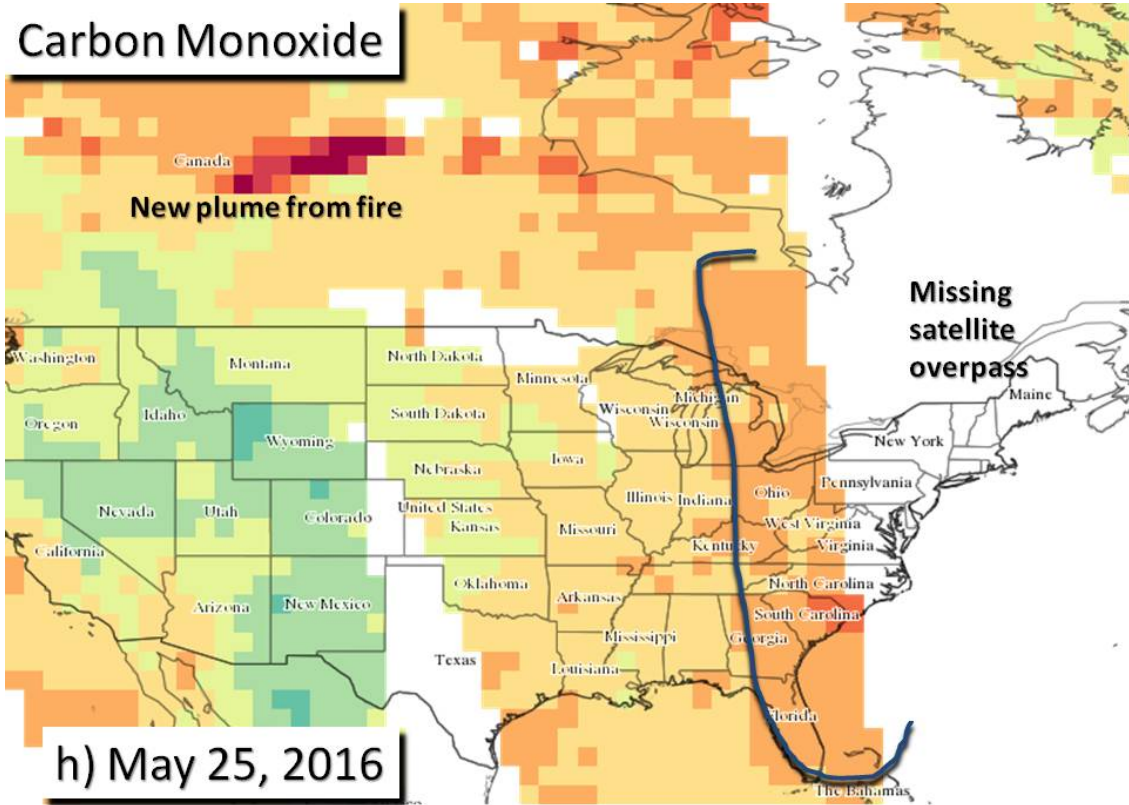 Carbon Monoxide
Canada
New plume from fire
Missing
satellite
overpass
Washington
Montana
North Dakota
Minnesota
Michigan
Maine
Oregon
Idaho
South Dakota
Wisconsin
Wisconsin
New York
Wyoming
Nebraska
Iowa
Pennsylvania
Nevada
Utah
Colorado
United States
Kansas
Illinois
Indiana
Ohio
California
Missouri
West Virginia
Kentucky
Virginia
Arizona
New Mexico
Oklahoma
Arkansas
North Carolina
South Carolina
Texas
Mississippi
Georgia
Louisiana
Florida
h) May 25, 2016
The Bahamas